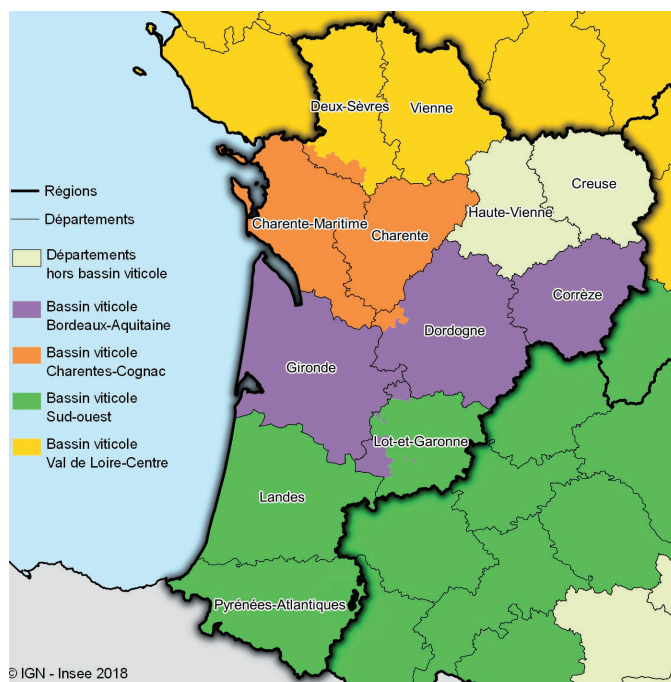 Deux-Sèvres
Vienne
Creuse
Haute-Vienne
Charente-Maritime
Charente
Corrèze
Dordogne
Gironde
Lot-et-Garonne
Landes
Pyrénées-Atlantiques
Régions
Départements
Départements
hors bassin viticole
Bassin viticole
Bordeaux-Aquitaine
Bassin viticole
Charentes-Cognac
Bassin viticole
Sud-ouest
Bassin viticole
Val de Loire-Centre
© IGN - Insee 2018